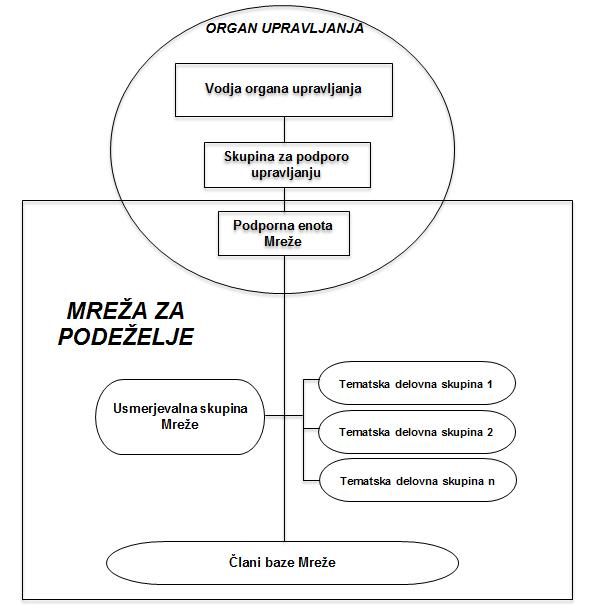 ORGAN UPRAVLJANJA
Vodja organa upravljanja
Skupina za podporo
upravljanju
Podporna enota
Mreže
MREŽA ZA
PODEŽELJE
Usmerjevalna skupina
Mreže
Tematska delovna skupina 1
Tematska delovna skupina 2
Tematska delovna skupina n
Člani baze Mreže